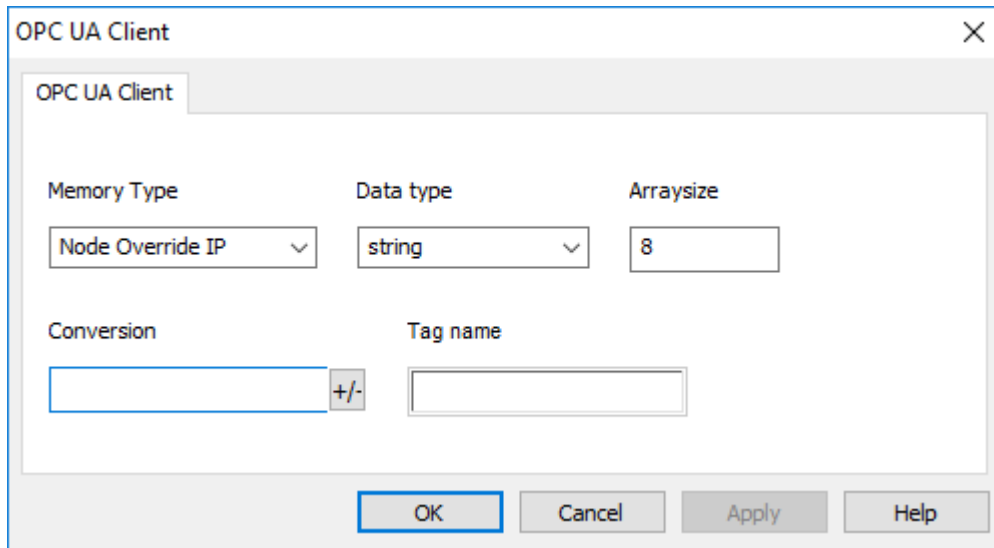 OPC UA Client
OPC UA Client
Memory Type Data type Arraysize
Node Override IP string 8
Conversion Tag name
+/-
OK Cancel Apply Help